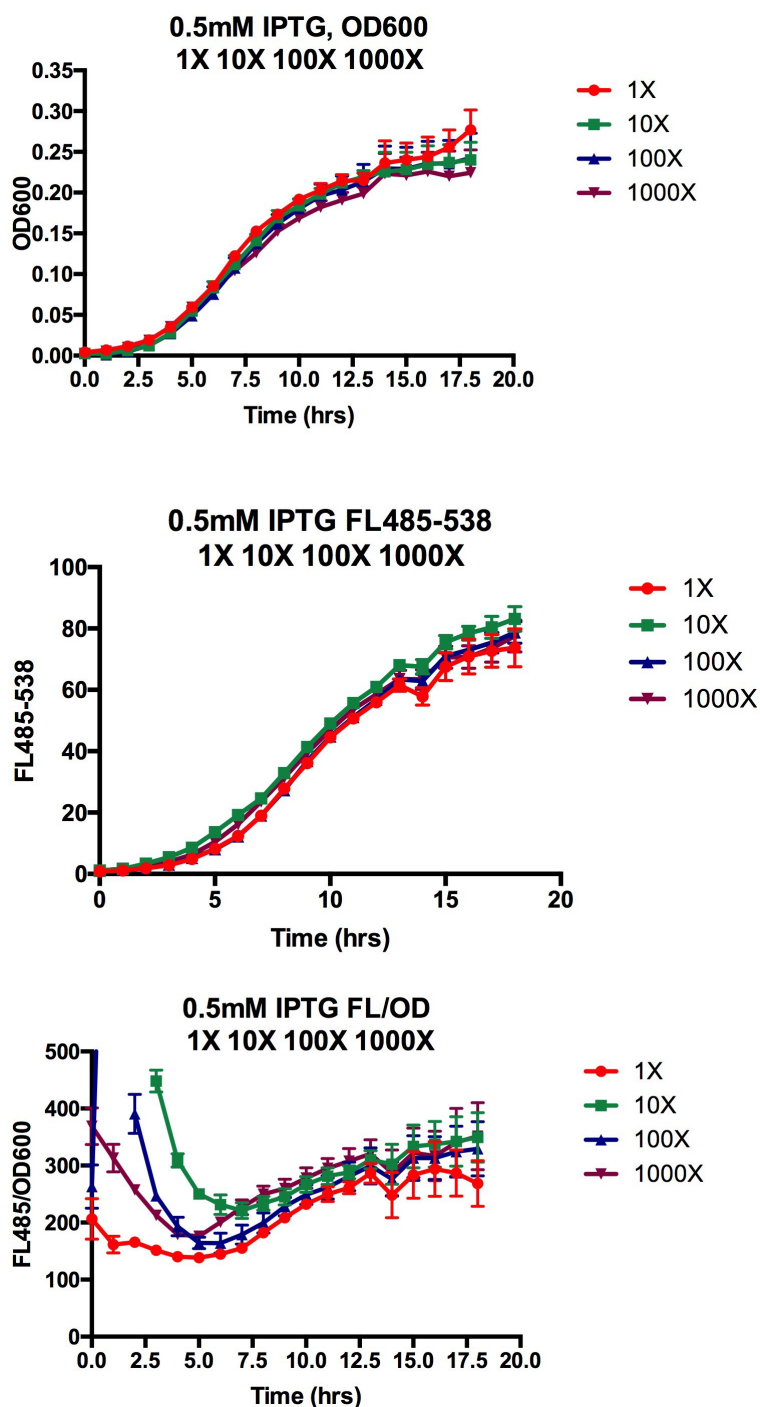 0.5mM IPTG, OD600
1X 10X 100X 1000X
0.35
0.30
0.25
0.20
0.15
0.10
0.05
0.00
OD600
0.0 2.5 5.0 7.5 10.0 12.5 15.0 17.5 20.0
Time (hrs)
1X
10X
100X
1000X
0.5mM IPTG FL485-538
1X 10X 100X 1000X
100
80
60
40
20
0
FL485-538
0 5 10 15 20
Time (hrs)
1X
10X
100X
1000X
0.5mM IPTG FL/OD
1X 10X 100X 1000X
500
400
300
200
100
0
FL485/OD600
0.0 2.5 5.0 7.5 10.0 12.5 15.0 17.5 20.0
Time (hrs)
1X
10X
100X
1000X